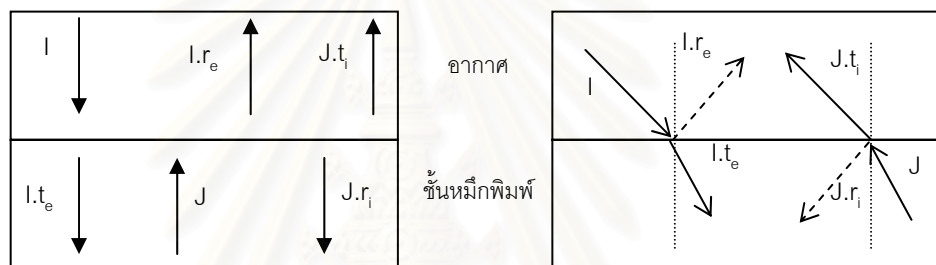 I
I.rₑ
J.tᵢ
อากาศ
I.tₑ
J
J.rᵢ
ชั้นหมึกพิมพ์
I
I.rₑ
J.tᵢ
I.tₑ
J.rᵢ
J